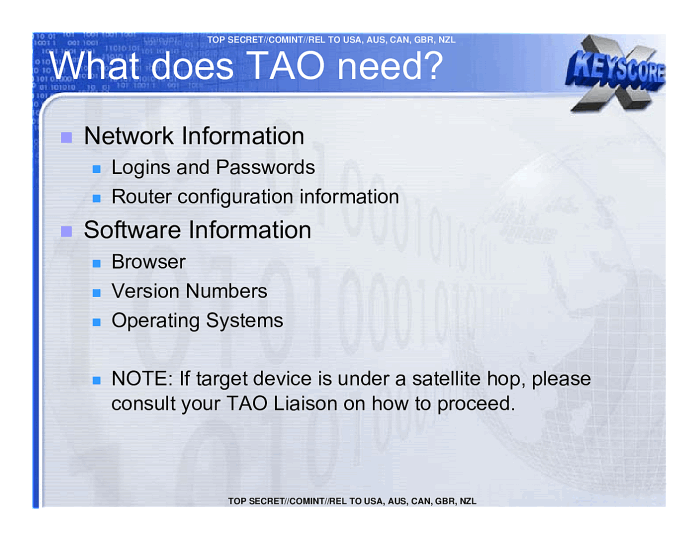 TOP SECRET//COMINT//REL TO USA, AUS, CAN, GBR, NZL
What does TAO need?
X KEYSCORE
Network Information
Logins and Passwords
Router configuration information
Software Information
Browser
Version Numbers
Operating Systems
NOTE: If target device is under a satellite hop, please
consult your TAO Liaison on how to proceed.
TOP SECRET//COMINT//REL TO USA, AUS, CAN, GBR, NZL